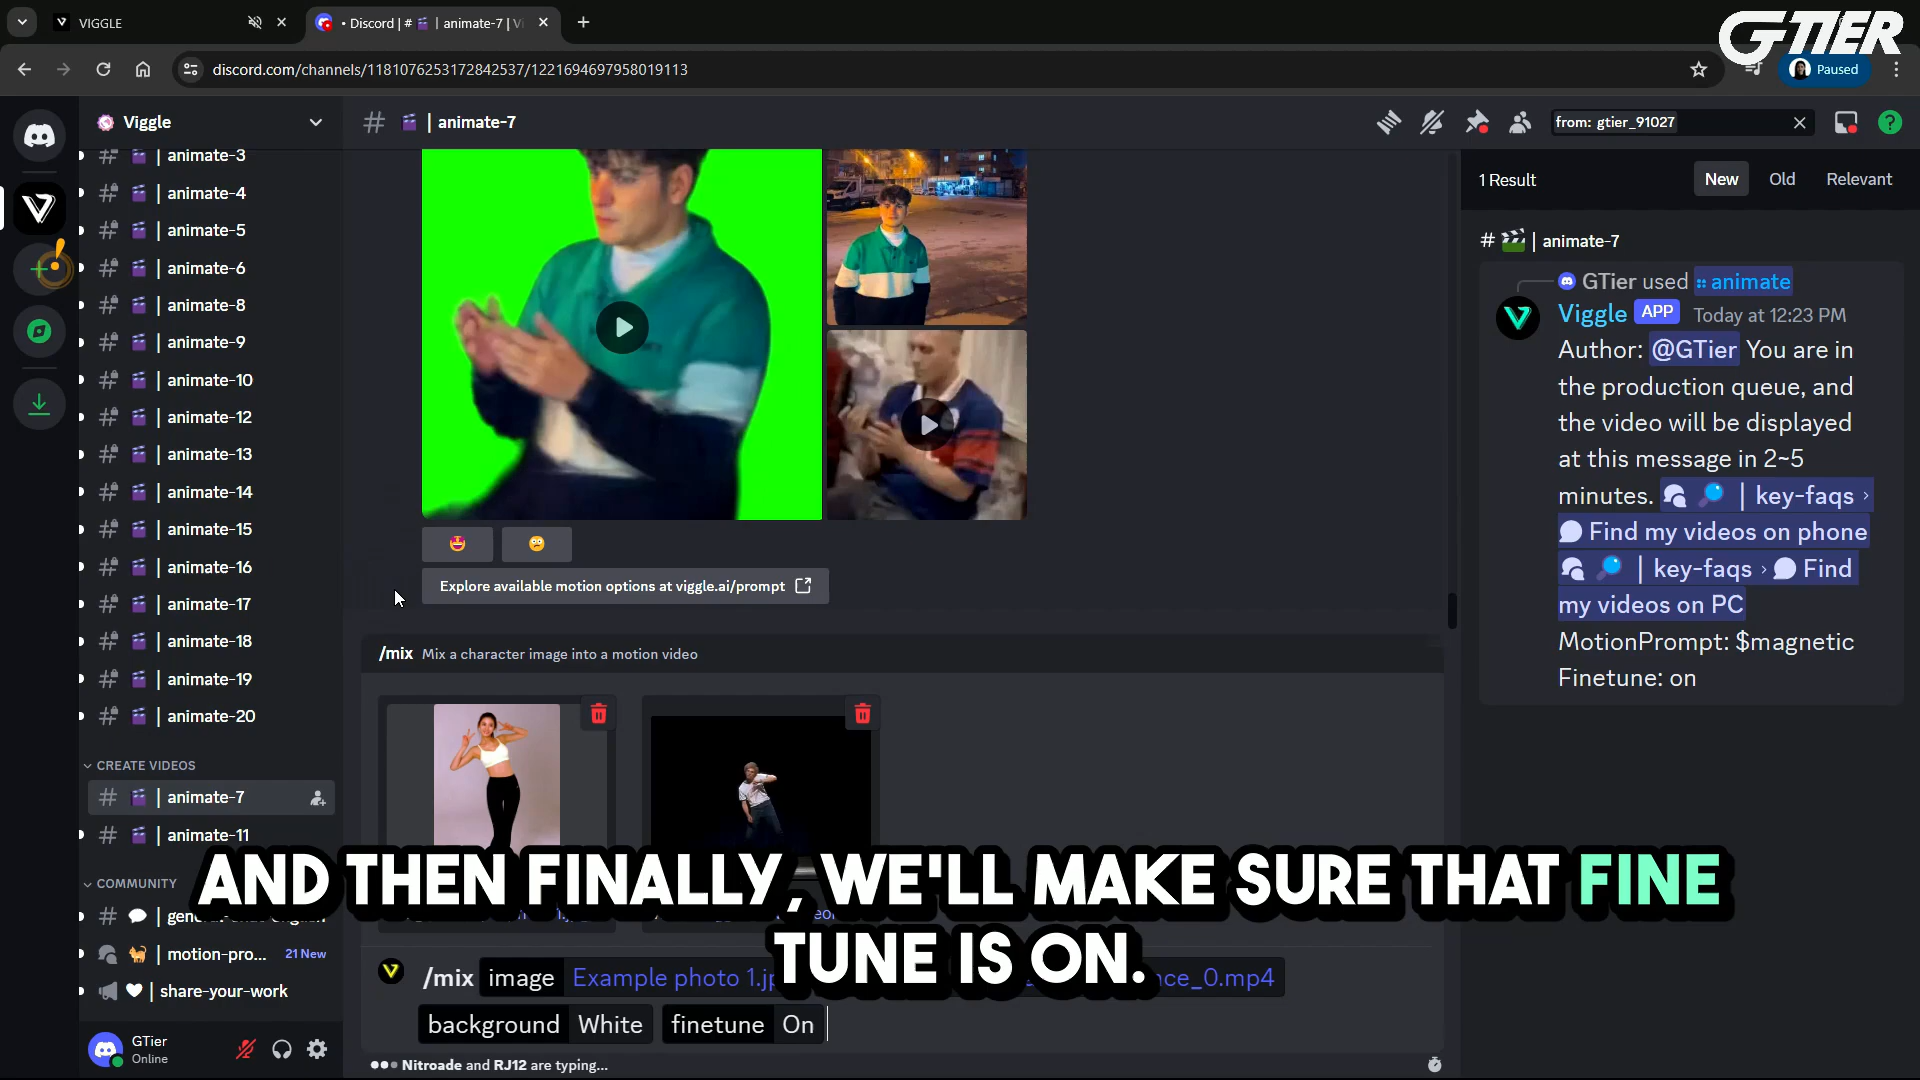 VIGGLE
• Discord | # | animate-7 | Vi
GTIER
discord.com/channels/1181076253172842537/1221694697958019113
Paused
Viggle
# | animate-7
from: gtier_91027
animate-3
animate-4
animate-5
animate-6
animate-8
animate-9
animate-10
animate-12
animate-13
animate-14
animate-15
animate-16
animate-17
animate-18
animate-19
animate-20
CREATE VIDEOS
animate-7
animate-11
COMMUNITY
motion-pro... 21 New
share-your-work
GTier
Online
Explore available motion options at viggle.ai/prompt
/mix Mix a character image into a motion video
AND THEN FINALLY, WE'LL MAKE SURE THAT FINE
TUNE IS ON.
/mix image Example photo 1.jp nce_0.mp4
background White finetune On
Nitroade and RJ12 are typing...
1 Result New Old Relevant
# | animate-7
GTier used animate
Viggle APP Today at 12:23 PM
Author: @GTier You are in
the production queue, and
the video will be displayed
at this message in 2~5
minutes. | key-faqs ›
Find my videos on phone
| key-faqs › Find
my videos on PC
MotionPrompt: $magnetic
Finetune: on